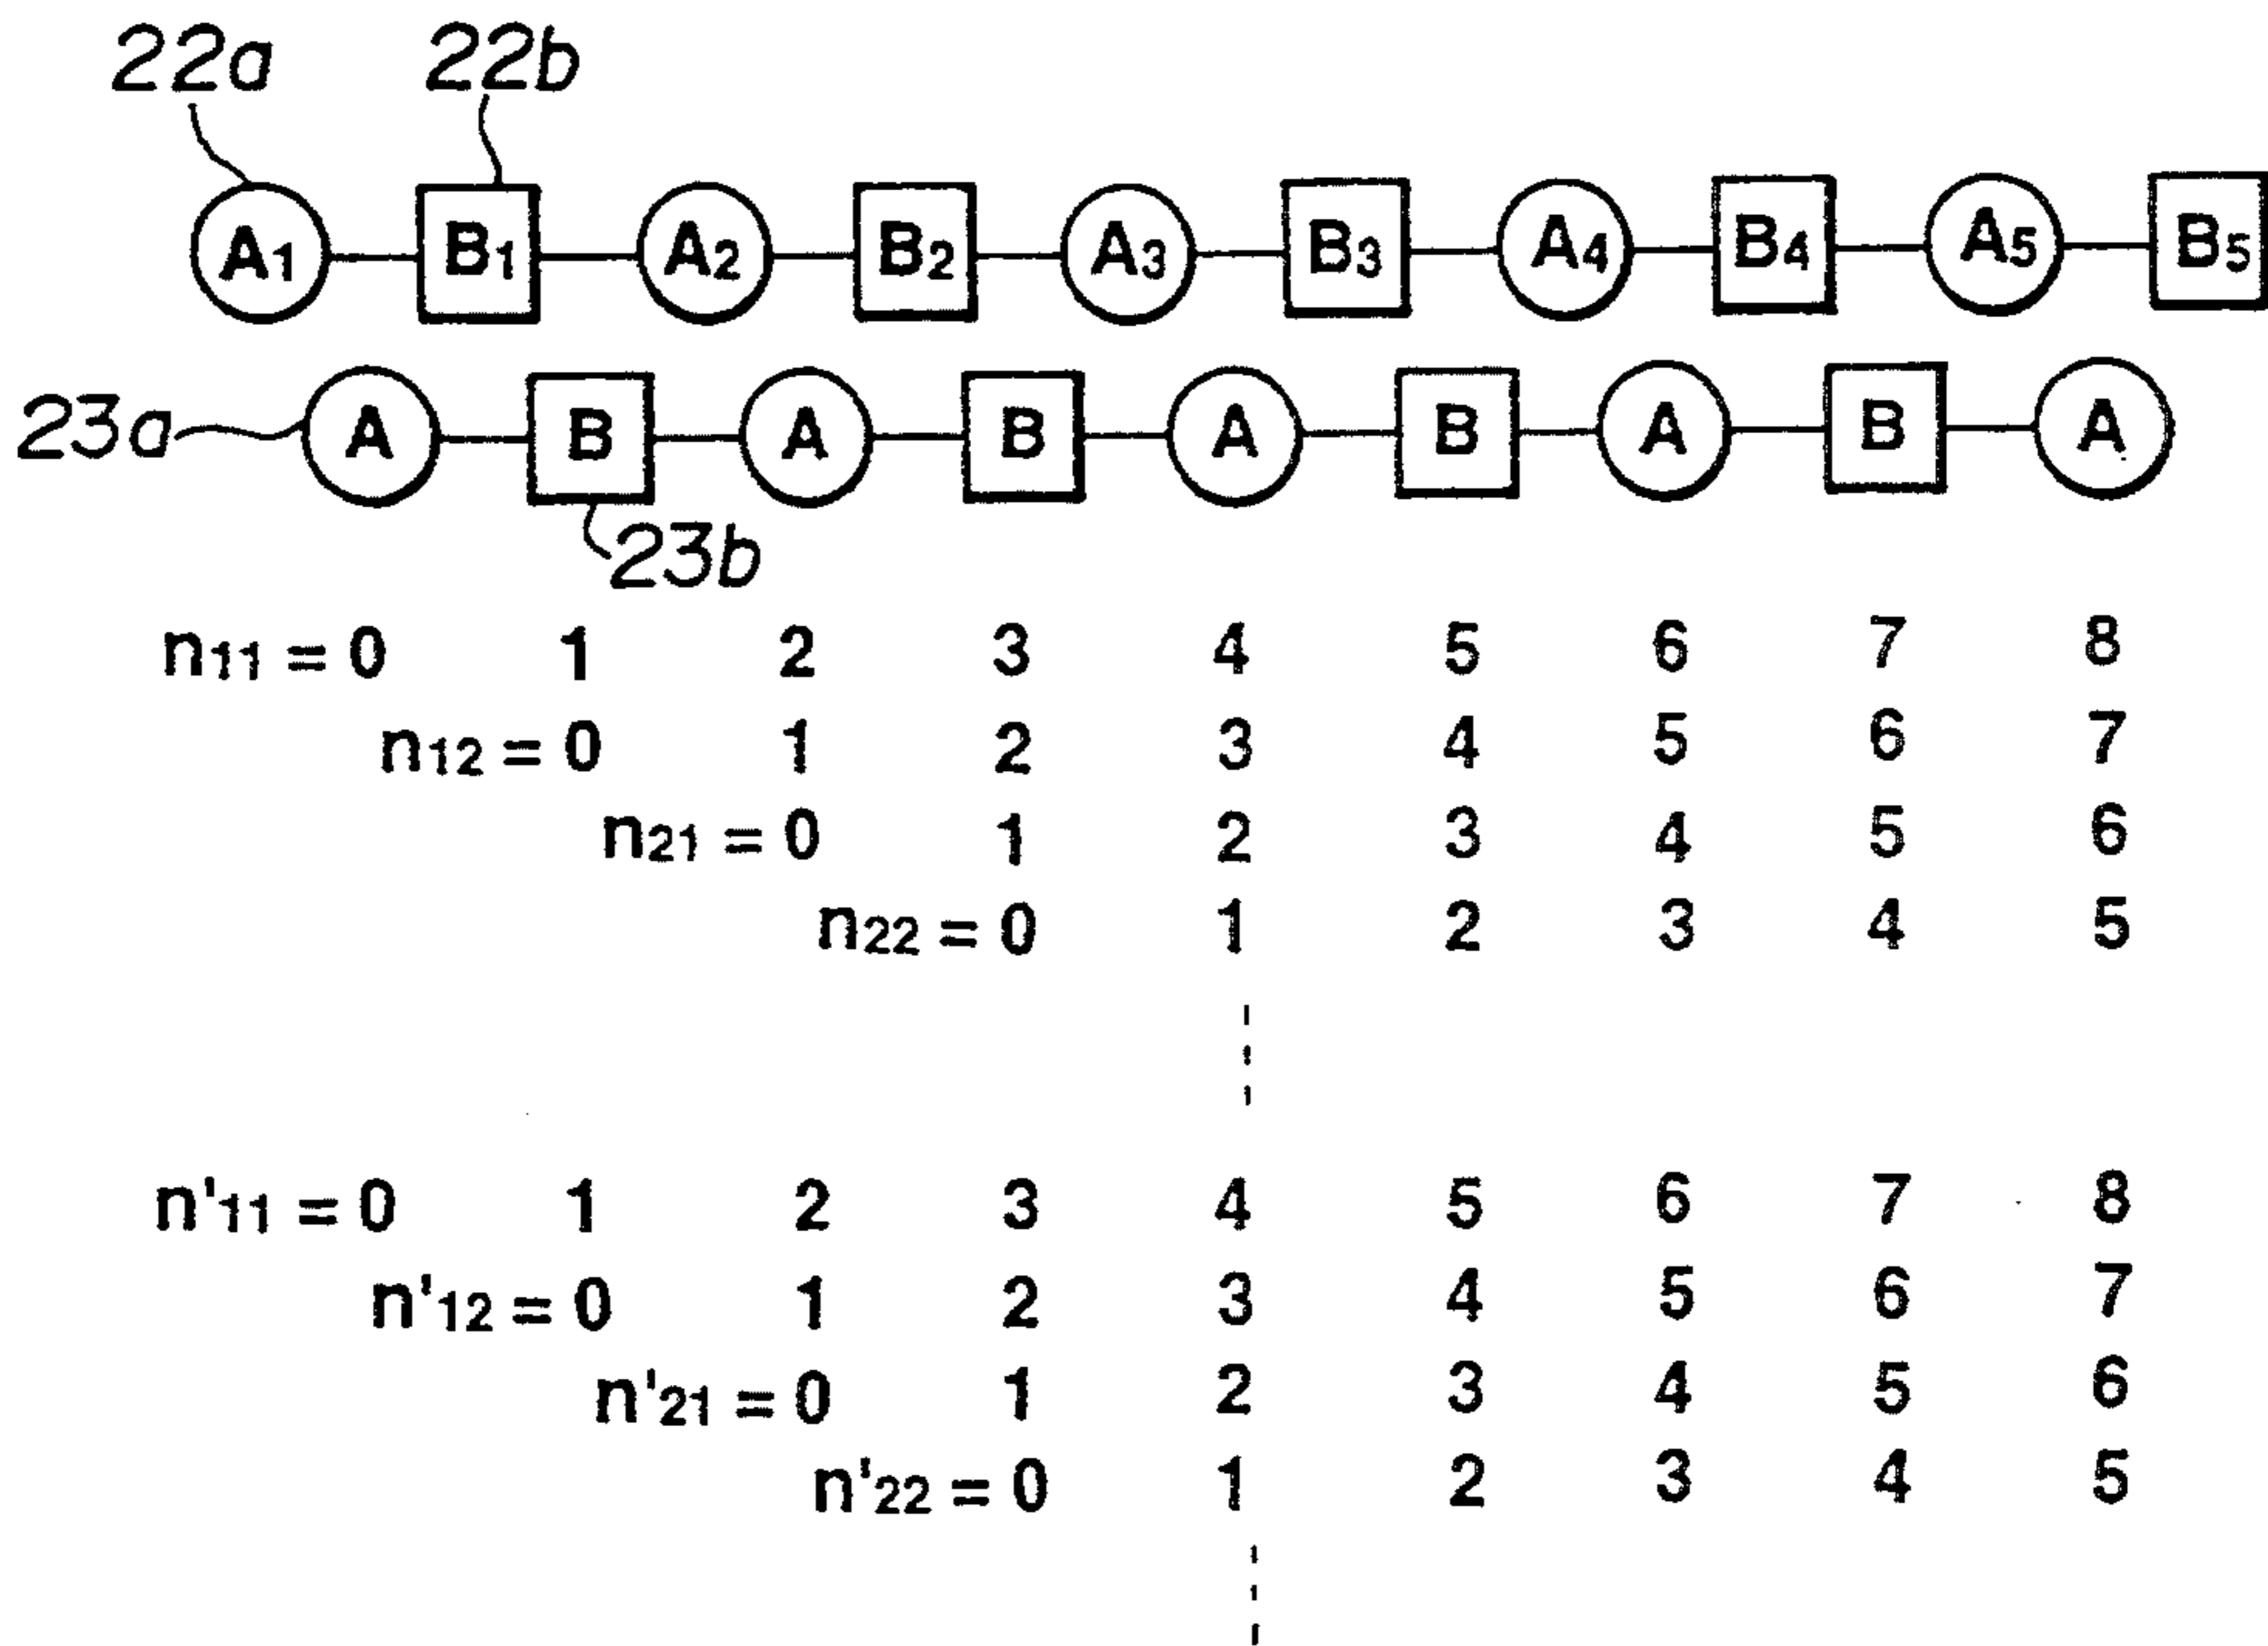 22a 22b
A1 B1 A2 B2 A3 B3 A4 B4 A5 B5
23a A B A B A B A B A
23b
n11 = 0 1 2 3 4 5 6 7 8
n12 = 0 1 2 3 4 5 6 7
n21 = 0 1 2 3 4 5 6
n22 = 0 1 2 3 4 5
n'11 = 0 1 2 3 4 5 6 7 8
n'12 = 0 1 2 3 4 5 6 7
n'21 = 0 1 2 3 4 5 6
n'22 = 0 1 2 3 4 5